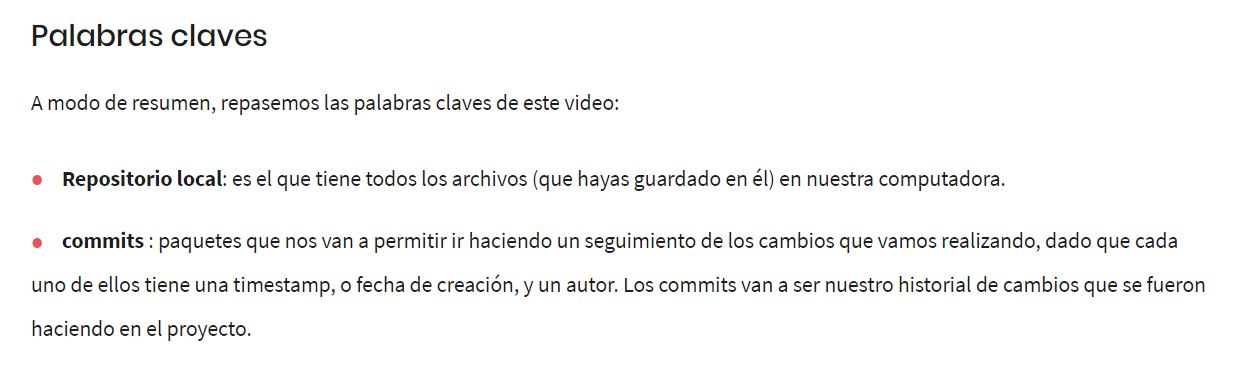 Palabras claves
A modo de resumen, repasemos las palabras claves de este video:
● Repositorio local: es el que tiene todos los archivos (que hayas guardado en él) en nuestra computadora.
● commits : paquetes que nos van a permitir ir haciendo un seguimiento de los cambios que vamos realizando, dado que cada
uno de ellos tiene una timestamp, o fecha de creación, y un autor. Los commits van a ser nuestro historial de cambios que se fueron
haciendo en el proyecto.